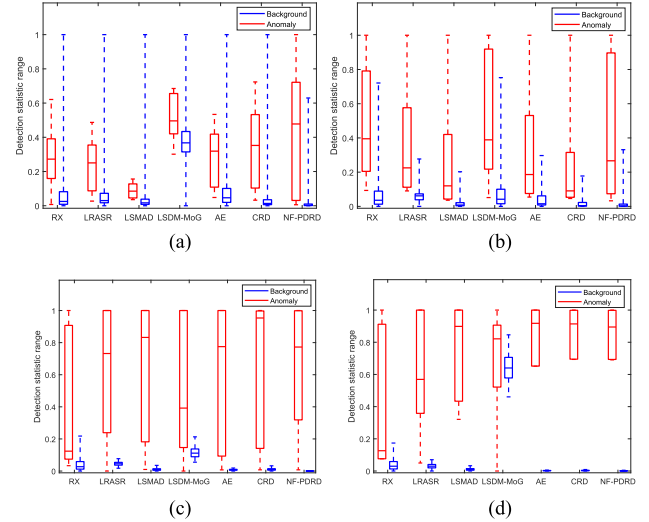 Background
Anomaly
Detection statistic range
1
0.8
0.6
0.4
0.2
0
RX LRASR LSMAD LSDM-MoG AE CRD NF-PDRD
(a)
Background
Anomaly
Detection statistic range
1
0.8
0.6
0.4
0.2
0
RX LRASR LSMAD LSDM-MoG AE CRD NF-PDRD
(b)
Background
Anomaly
Detection statistic range
1
0.8
0.6
0.4
0.2
0
RX LRASR LSMAD LSDM-MoG AE CRD NF-PDRD
(c)
Background
Anomaly
Detection statistic range
1
0.8
0.6
0.4
0.2
0
RX LRASR LSMAD LSDM-MoG AE CRD NF-PDRD
(d)